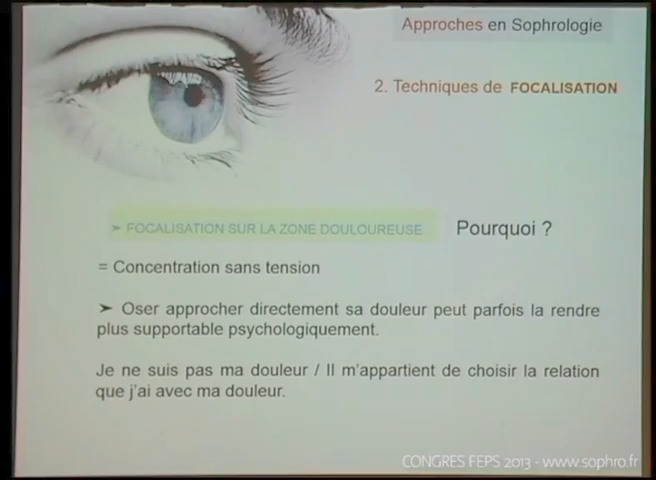 Approches en Sophrologie
2. Techniques de FOCALISATION
➢ FOCALISATION SUR LA ZONE DOULOUREUSE Pourquoi ?
= Concentration sans tension
➢ Oser approcher directement sa douleur peut parfois la rendre
plus supportable psychologiquement.
Je ne suis pas ma douleur / Il m'appartient de choisir la relation
que j'ai avec ma douleur.
CONGRES FEPS 2013 - www.sophro.fr